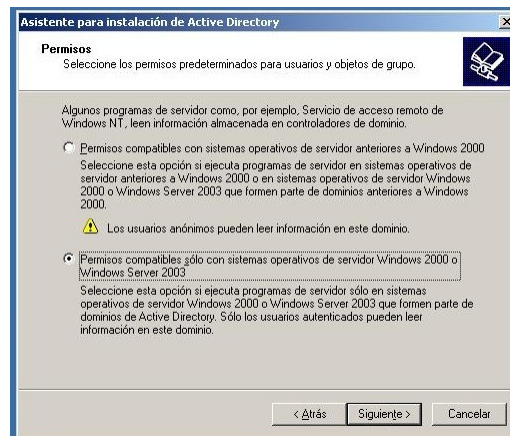 Asistente para instalación de Active Directory
Permisos
Seleccione los permisos predeterminados para usuarios y objetos de grupo.
Algunos programas de servidor como, por ejemplo, Servicio de acceso remoto de
Windows NT, leen información almacenada en controladores de dominio.
Permisos compatibles con sistemas operativos de servidor anteriores a Windows 2000
Seleccione esta opción si ejecuta programas de servidor en sistemas operativos de
servidor anteriores a Windows 2000 o en sistemas operativos de servidor Windows
2000 o Windows Server 2003 que formen parte de dominios anteriores a Windows
2000.
Los usuarios anónimos pueden leer información en este dominio.
Permisos compatibles sólo con sistemas operativos de servidor Windows 2000 o
Windows Server 2003
Seleccione esta opción si ejecuta programas de servidor sólo en sistemas
operativos de servidor Windows 2000 o Windows Server 2003 que formen parte de
dominios de Active Directory. Sólo los usuarios autenticados pueden leer
información en este dominio.
< Atrás
Siguiente >
Cancelar